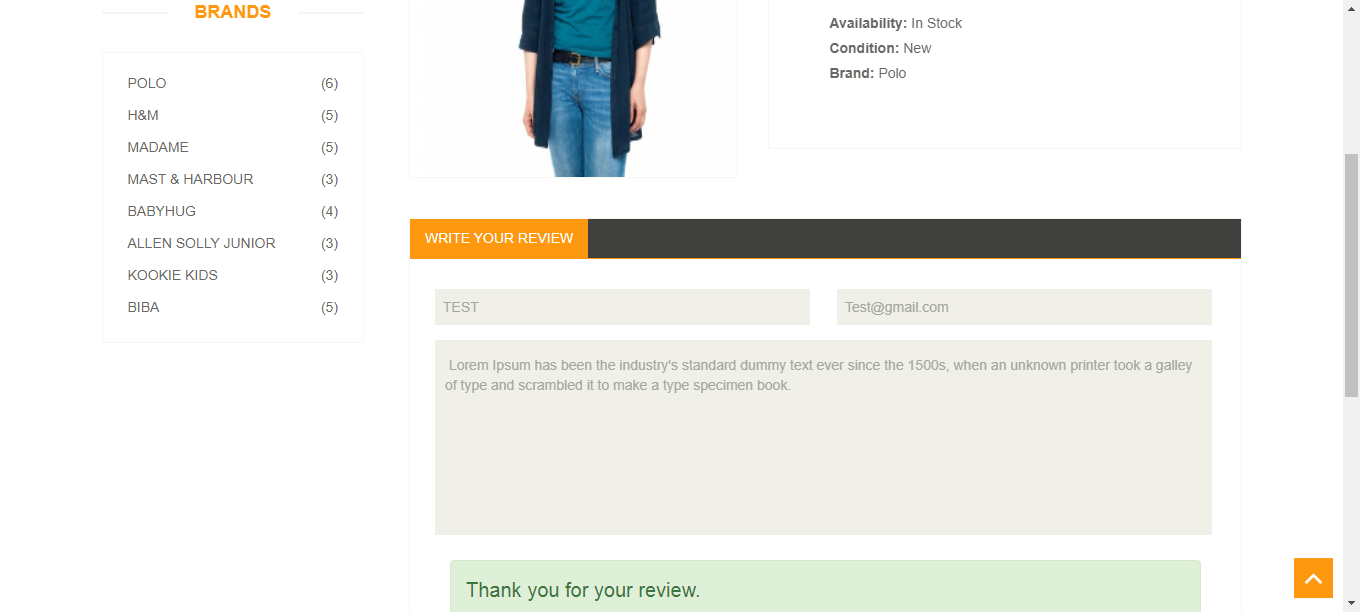 BRANDS
POLO (6)
H&M (5)
MADAME (5)
MAST & HARBOUR (3)
BABYHUG (4)
ALLEN SOLLY JUNIOR (3)
KOOKIE KIDS (3)
BIBA (5)
Availability: In Stock
Condition: New
Brand: Polo
WRITE YOUR REVIEW
TEST
Test@gmail.com
Lorem Ipsum has been the industry's standard dummy text ever since the 1500s, when an unknown printer took a galley
of type and scrambled it to make a type specimen book.
Thank you for your review.